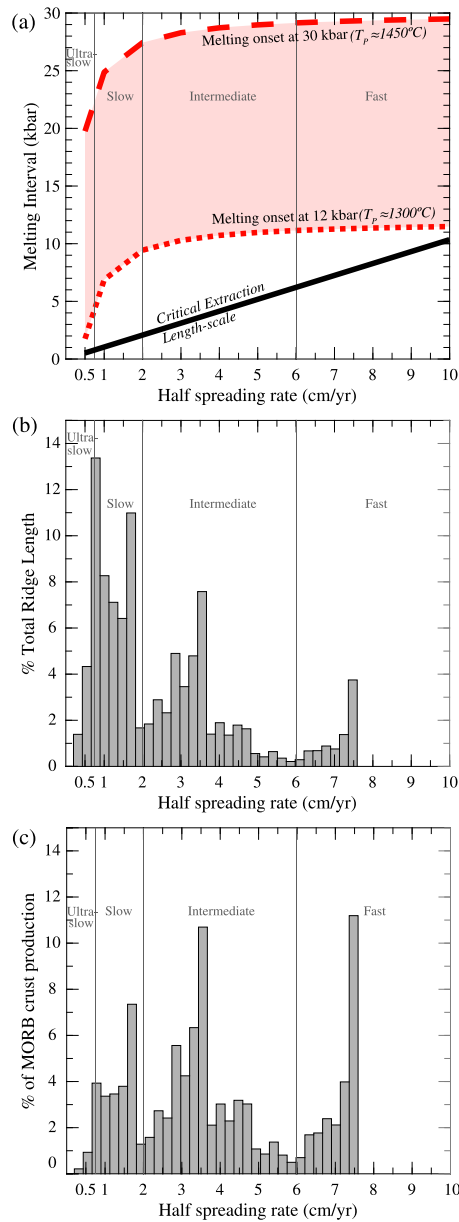 (a)
30
25
20
15
10
5
0
Melting Interval (kbar)
Melting onset at 30 kbar (T_P ≈1450ºC)
Ultra-
slow
Slow
Intermediate
Fast
Melting onset at 12 kbar (T_P ≈1300ºC)
Critical Extraction
Length-scale
0.5 1 2 3 4 5 6 7 8 9 10
Half spreading rate (cm/yr)
(b)
14
12
10
8
6
4
2
0
% Total Ridge Length
Ultra-
slow
Slow
Intermediate
Fast
0.5 1 2 3 4 5 6 7 8 9 10
Half spreading rate (cm/yr)
(c)
14
12
10
8
6
4
2
0
% of MORB crust production
Ultra-
slow
Slow
Intermediate
Fast
0.5 1 2 3 4 5 6 7 8 9 10
Half spreading rate (cm/yr)